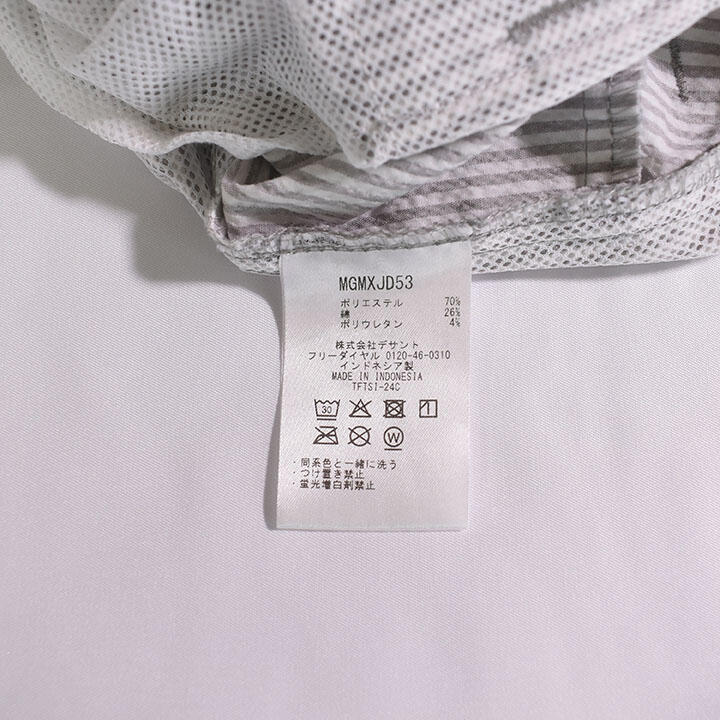 MGMXJD53
ポリエステル 70%
綿 26%
ポリウレタン 4%
株式会社デサント
フリーダイヤル 0120-46-0310
インドネシア製
MADE IN INDONESIA
TFTSI-24C
30
W
・同系色と一緒に洗う
・つけ置き禁止
・蛍光増白剤禁止